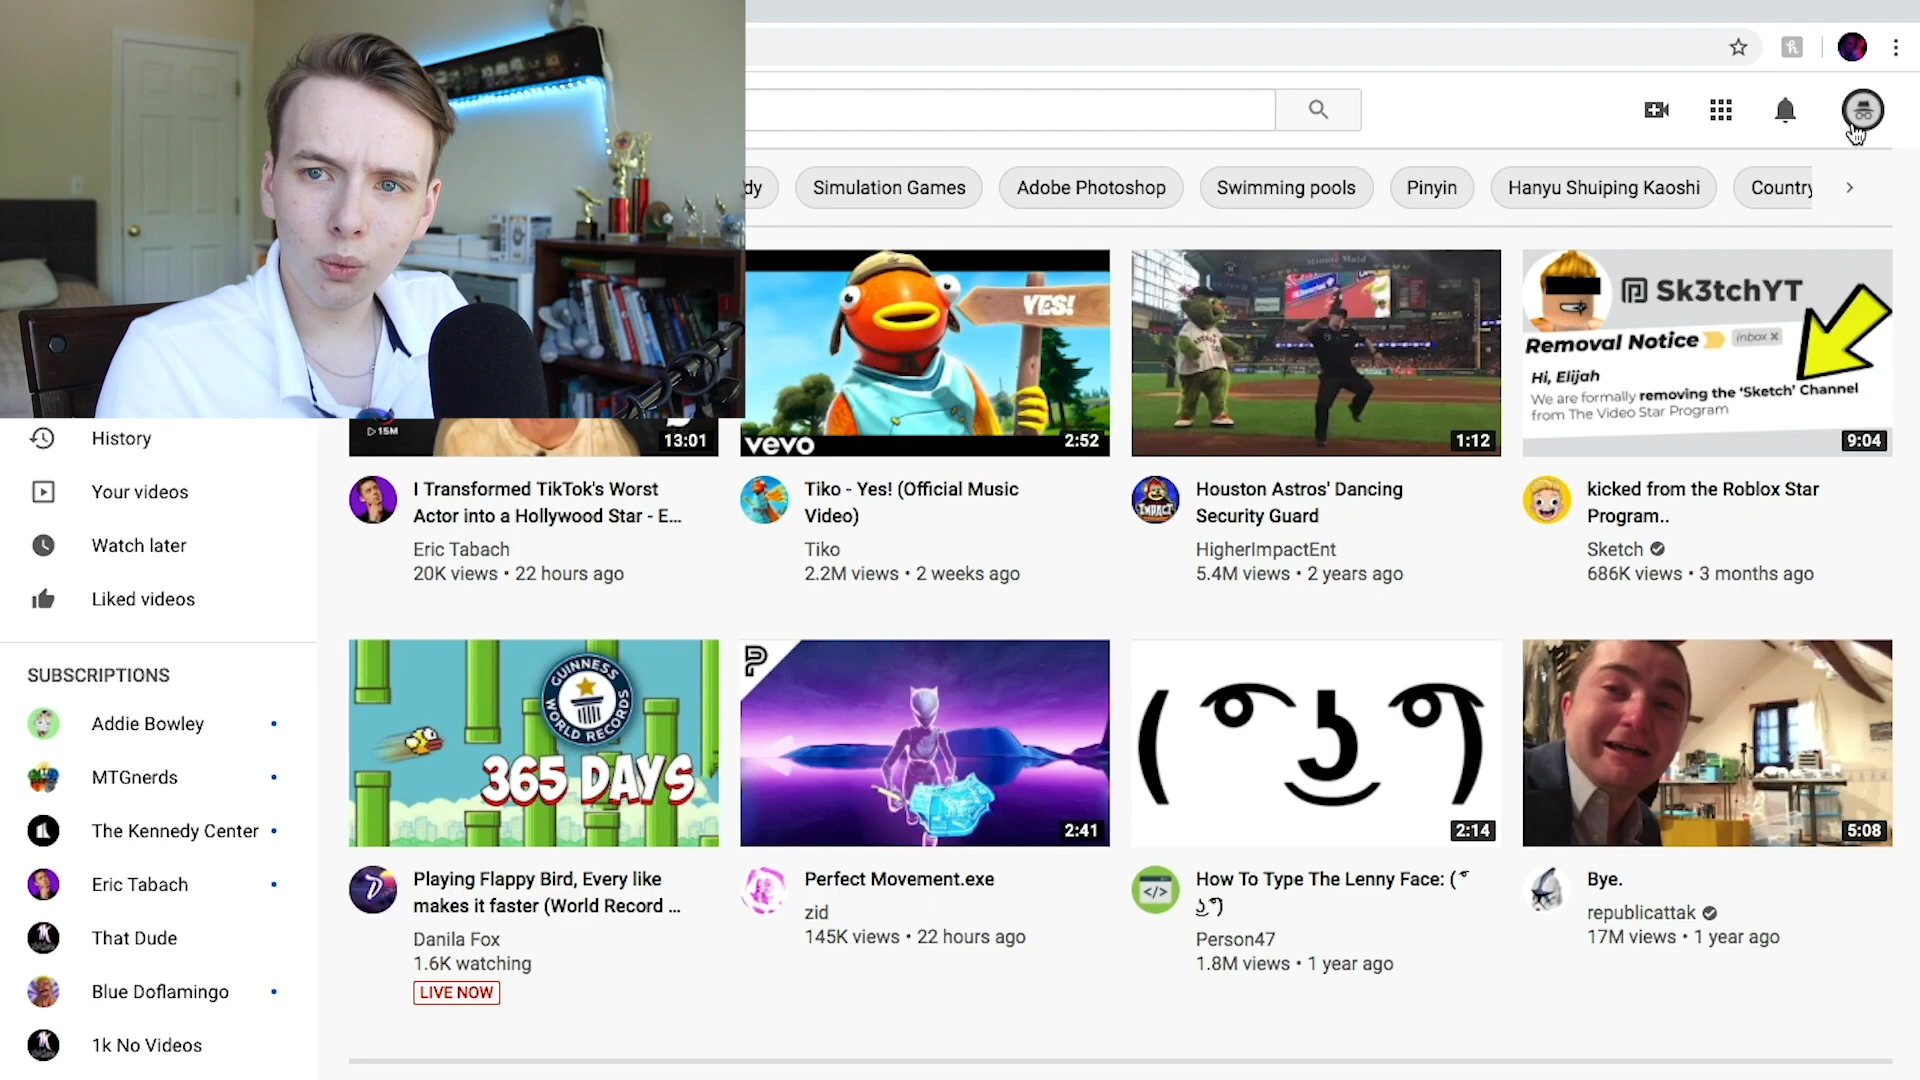 dy
Simulation Games
Adobe Photoshop
Swimming pools
Pinyin
Hanyu Shuiping Kaoshi
Country
History
Your videos
Watch later
Liked videos
SUBSCRIPTIONS
Addie Bowley
MTGnerds
The Kennedy Center
Eric Tabach
That Dude
Blue Doflamingo
1k No Videos
▷15M
13:01
I Transformed TikTok's Worst
Actor into a Hollywood Star - E...
Eric Tabach
20K views • 22 hours ago
YES!
vevo
2:52
Tiko - Yes! (Official Music
Video)
Tiko
2.2M views • 2 weeks ago
Minute Maid
1:12
Houston Astros' Dancing
Security Guard
HigherImpactEnt
5.4M views • 2 years ago
Sk3tchYT
Removal Notice
inbox x
Hi, Elijah
We are formally removing the 'Sketch' Channel
from The Video Star Program
9:04
kicked from the Roblox Star
Program..
Sketch
686K views • 3 months ago
GUINNESS
WORLD RECORDS
365 DAYS
Playing Flappy Bird, Every like
makes it faster (World Record ...
Danila Fox
1.6K watching
LIVE NOW
2:41
Perfect Movement.exe
zid
145K views • 22 hours ago
( ͡° ͜ʖ ͡°)
2:14
How To Type The Lenny Face: ( ͡°
͜ʖ ͡°)
Person47
1.8M views • 1 year ago
5:08
Bye.
republicattak
17M views • 1 year ago